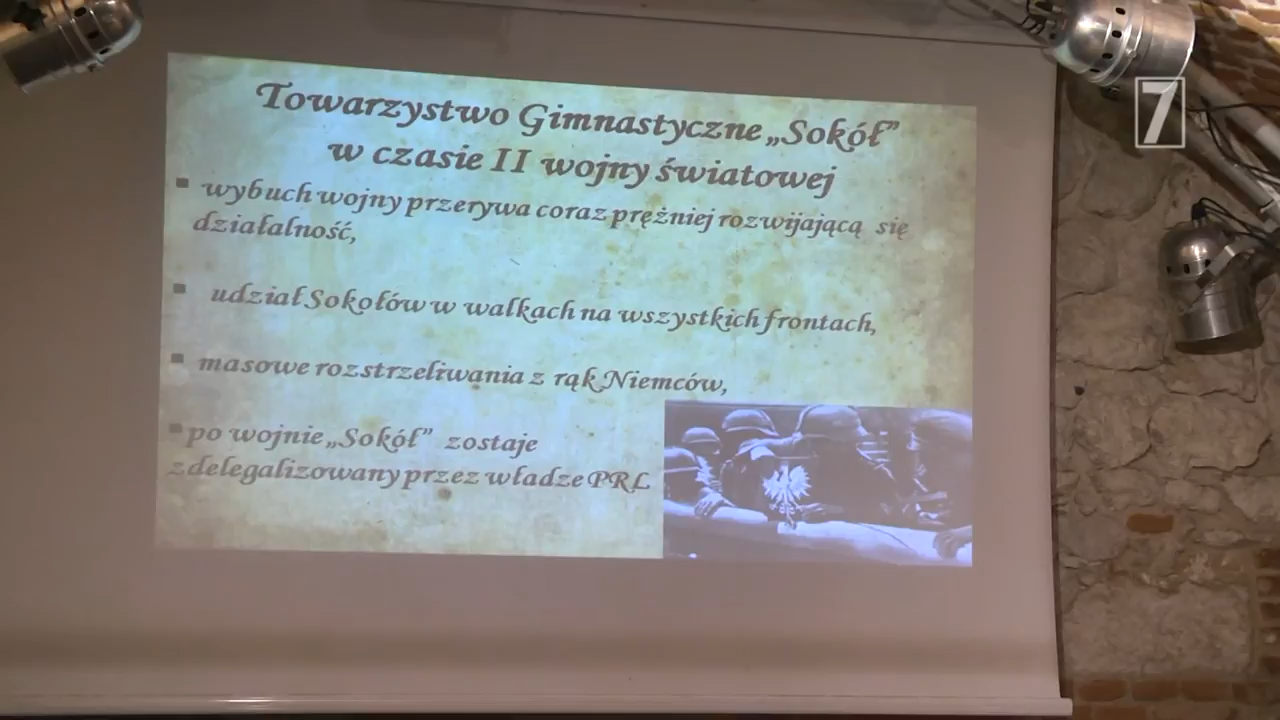 Towarzystwo Gimnastyczne „Sokół”
w czasie II wojny światowej
▪ wybuch wojny przerywa coraz prężniej rozwijającą się
działalność,
▪ udział Sokołów w walkach na wszystkich frontach,
▪ masowe rozstrzeliwania z rąk Niemców,
▪ po wojnie „Sokół” zostaje
zdelegalizowany przez władze PRL
7